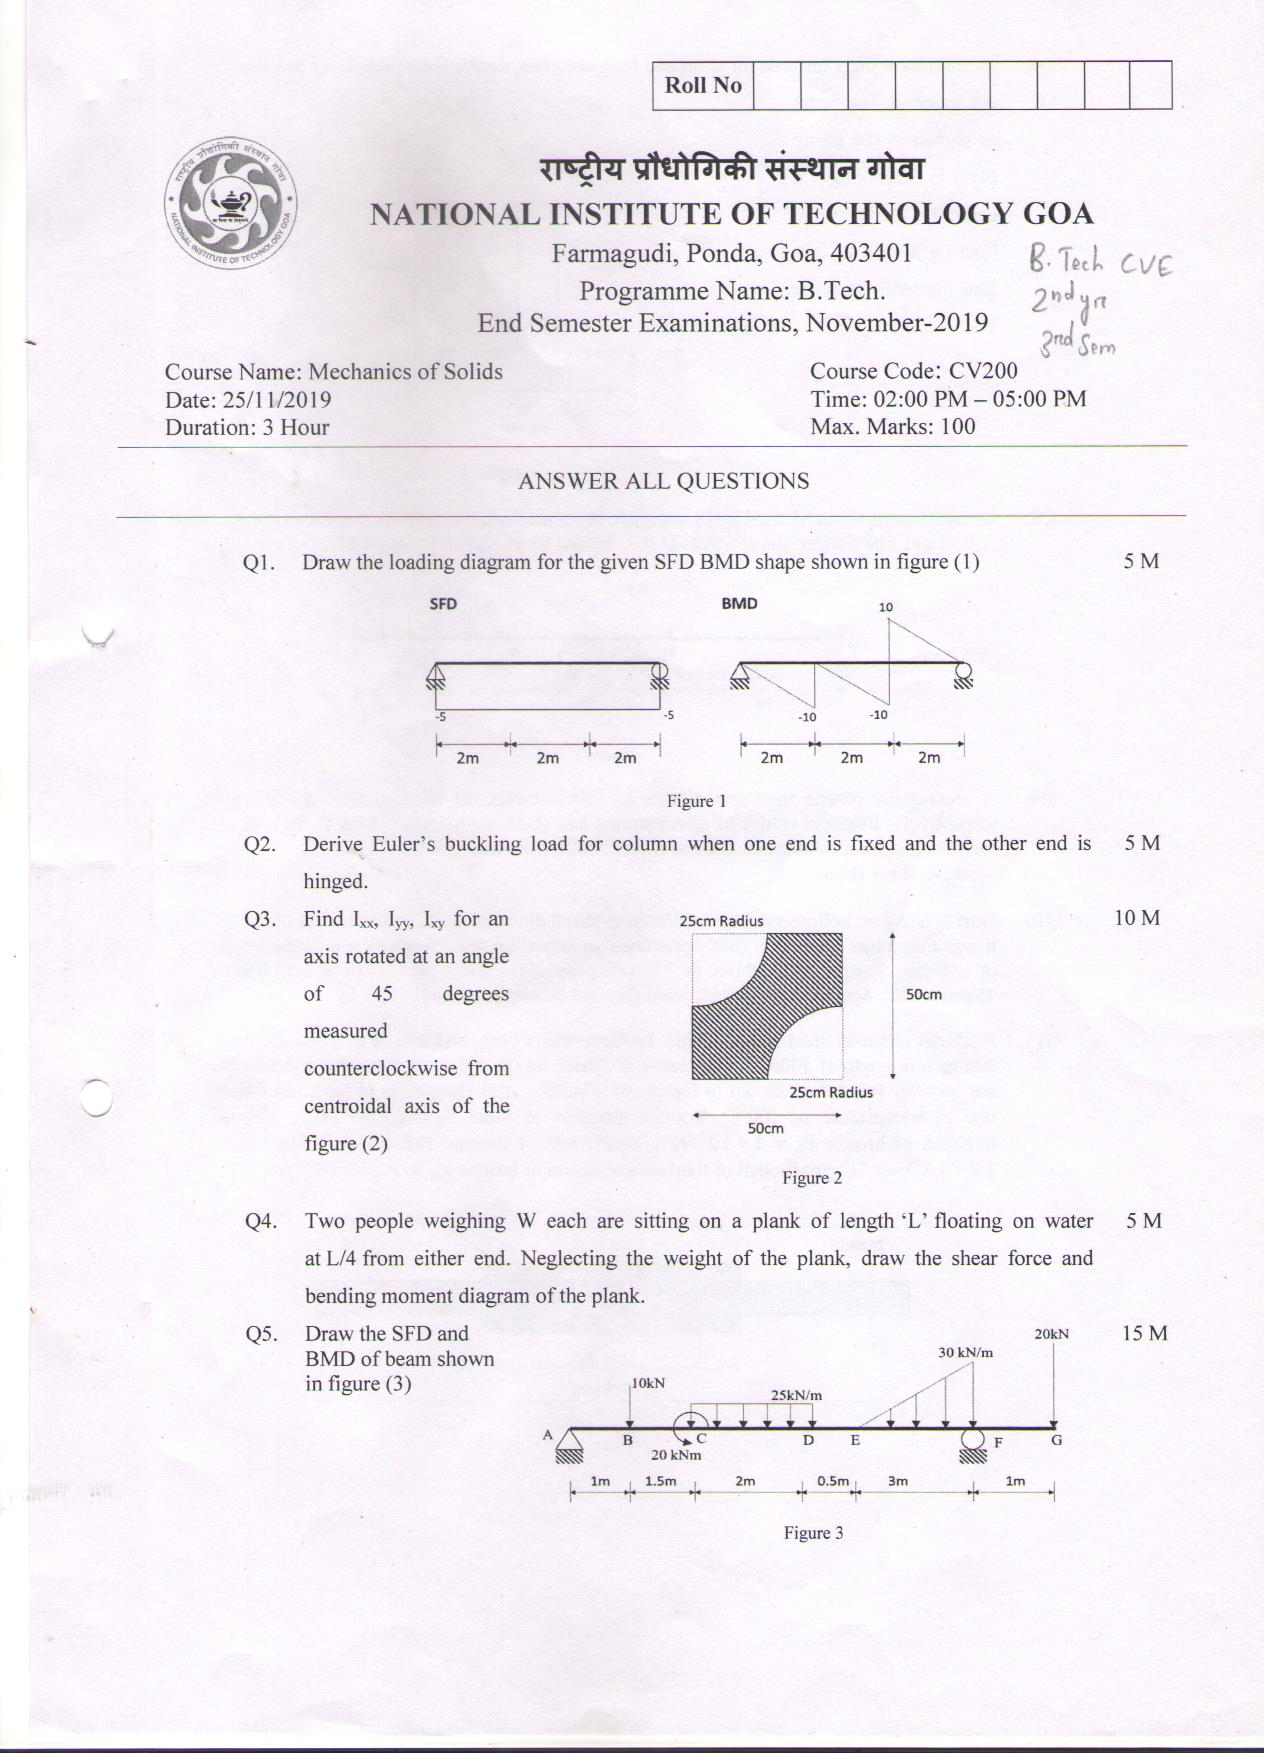 Roll No
राष्ट्रीय प्रौधोगिकी संस्थान गोवा
NATIONAL INSTITUTE OF TECHNOLOGY GOA
Farmagudi, Ponda, Goa, 403401
Programme Name: B.Tech.
End Semester Examinations, November-2019
B.Tech CVE
2nd yr
3rd Sem
Course Name: Mechanics of Solids
Course Code: CV200
Date: 25/11/2019
Time: 02:00 PM – 05:00 PM
Duration: 3 Hour
Max. Marks: 100
ANSWER ALL QUESTIONS
Q1. Draw the loading diagram for the given SFD BMD shape shown in figure (1) 5 M
SFD BMD 10
-5 -5 -10 -10
2m 2m 2m 2m 2m 2m
Figure 1
Q2. Derive Euler's buckling load for column when one end is fixed and the other end is 5 M
hinged.
Q3. Find Ixx, Iyy, Ixy for an 10 M
axis rotated at an angle
of 45 degrees
measured
counterclockwise from
centroidal axis of the
figure (2)
25cm Radius
50cm
25cm Radius
50cm
Figure 2
Q4. Two people weighing W each are sitting on a plank of length 'L' floating on water 5 M
at L/4 from either end. Neglecting the weight of the plank, draw the shear force and
bending moment diagram of the plank.
Q5. Draw the SFD and 15 M
BMD of beam shown
in figure (3)
20kN
30 kN/m
10kN
25kN/m
A B C D E F G
20 kNm
1m 1.5m 2m 0.5m 3m 1m
Figure 3